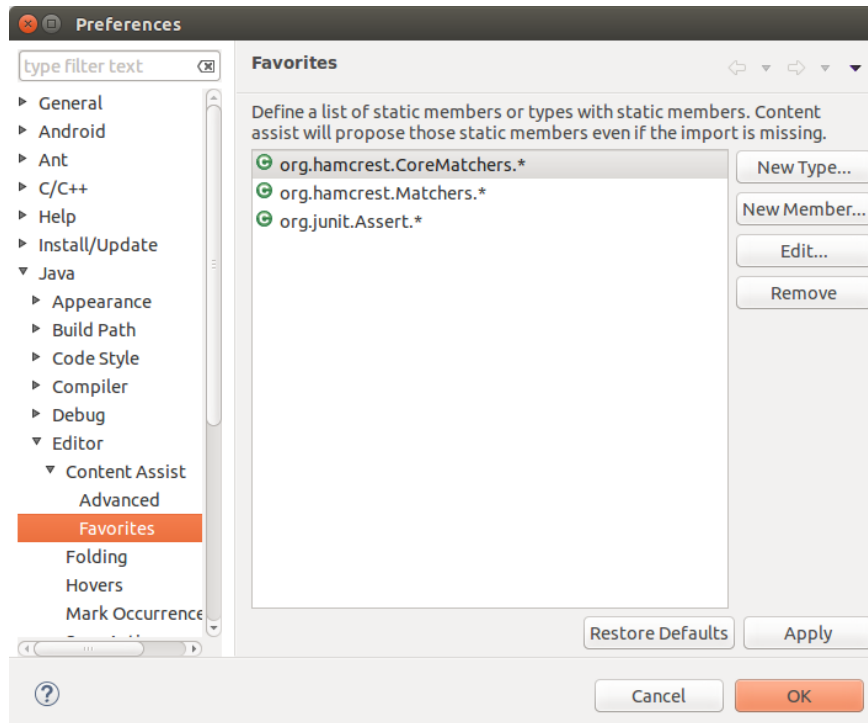 Preferences
type filter text
General
Android
Ant
C/C++
Help
Install/Update
Java
Appearance
Build Path
Code Style
Compiler
Debug
Editor
Content Assist
Advanced
Favorites
Folding
Hovers
Mark Occurrence
Favorites
Define a list of static members or types with static members. Content
assist will propose those static members even if the import is missing.
org.hamcrest.CoreMatchers.*
org.hamcrest.Matchers.*
org.junit.Assert.*
New Type...
New Member...
Edit...
Remove
Restore Defaults
Apply
Cancel
OK